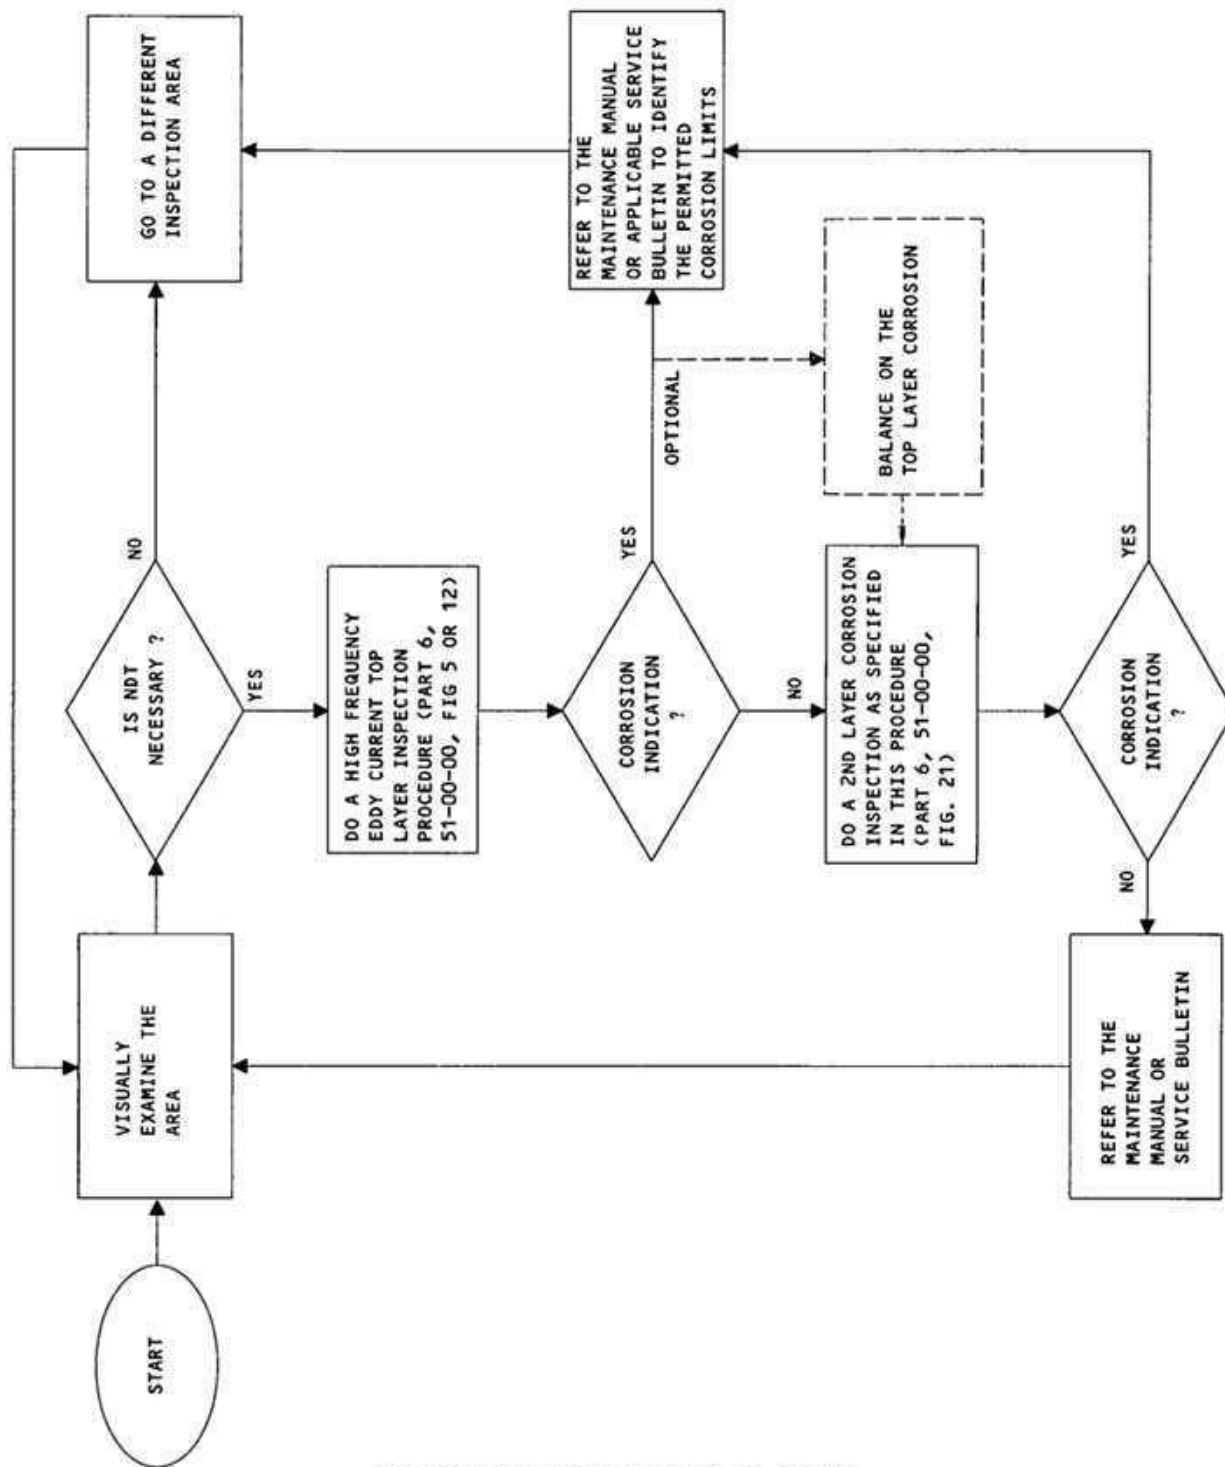 START
VISUALLY
EXAMINE THE
AREA
IS NDT
NECESSARY ?
NO
GO TO A DIFFERENT
INSPECTION AREA
YES
DO A HIGH FREQUENCY
EDDY CURRENT TOP
LAYER INSPECTION
PROCEDURE (PART 6,
51-00-00, FIG 5 OR 12)
CORROSION
INDICATION
?
YES
OPTIONAL
REFER TO THE
MAINTENANCE MANUAL
OR APPLICABLE SERVICE
BULLETIN TO IDENTIFY
THE PERMITTED
CORROSION LIMITS
NO
BALANCE ON THE
TOP LAYER CORROSION
DO A 2ND LAYER CORROSION
INSPECTION AS SPECIFIED
IN THIS PROCEDURE
(PART 6, 51-00-00,
FIG. 21)
CORROSION
INDICATION
?
YES
NO
REFER TO THE
MAINTENANCE
MANUAL OR
SERVICE BULLETIN